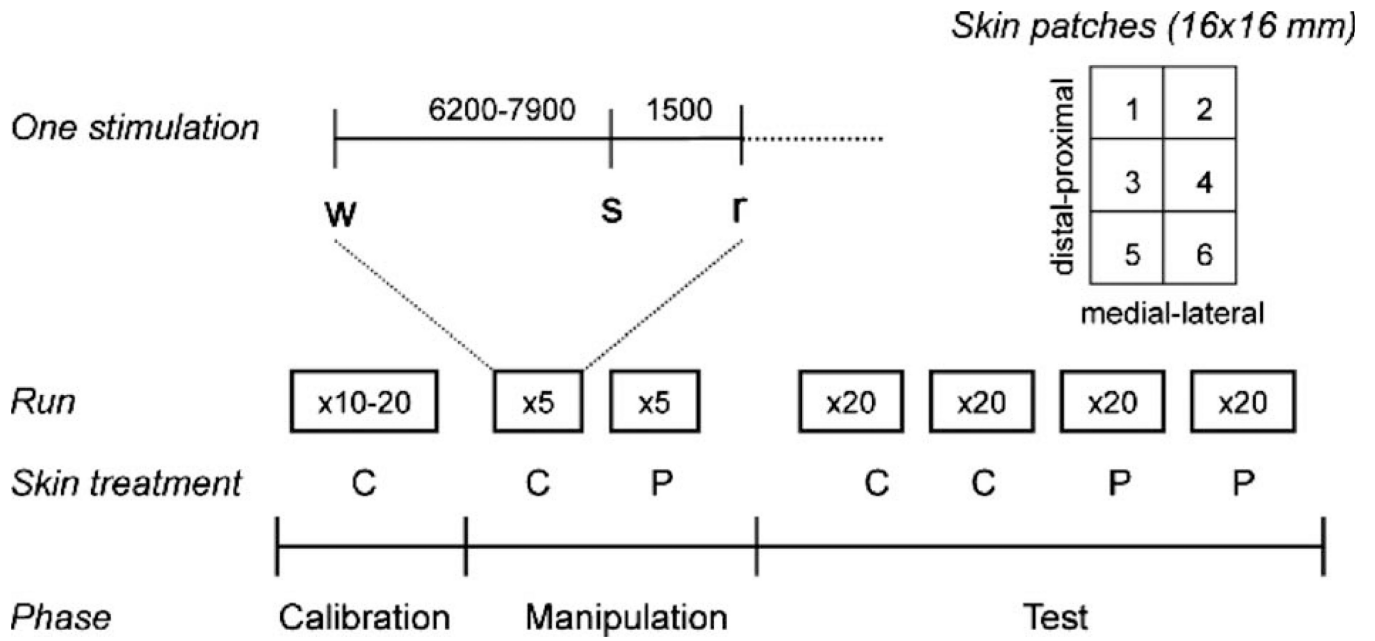 Skin patches (16x16 mm)
One stimulation
6200-7900 1500
w s r
distal-proximal
1 2
3 4
5 6
medial-lateral
Run x10-20 x5 x5 x20 x20 x20 x20
Skin treatment C C P C C P P
Phase Calibration Manipulation Test